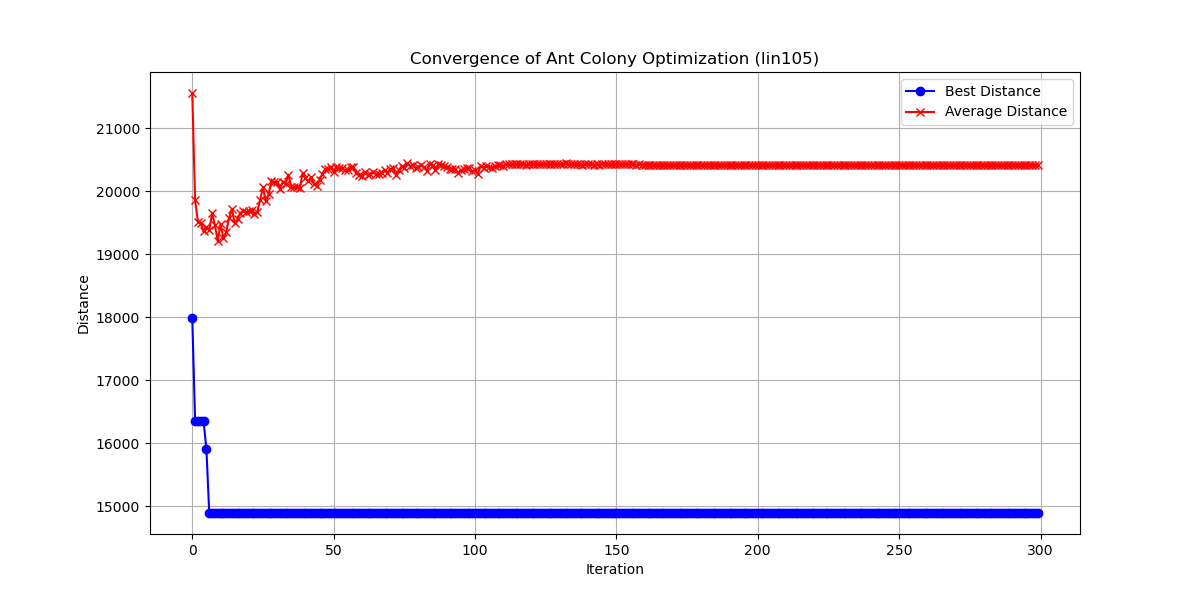 Convergence of Ant Colony Optimization (lin105)
Best Distance
Average Distance
21000
20000
19000
18000
17000
16000
15000
Distance
0 50 100 150 200 250 300
Iteration